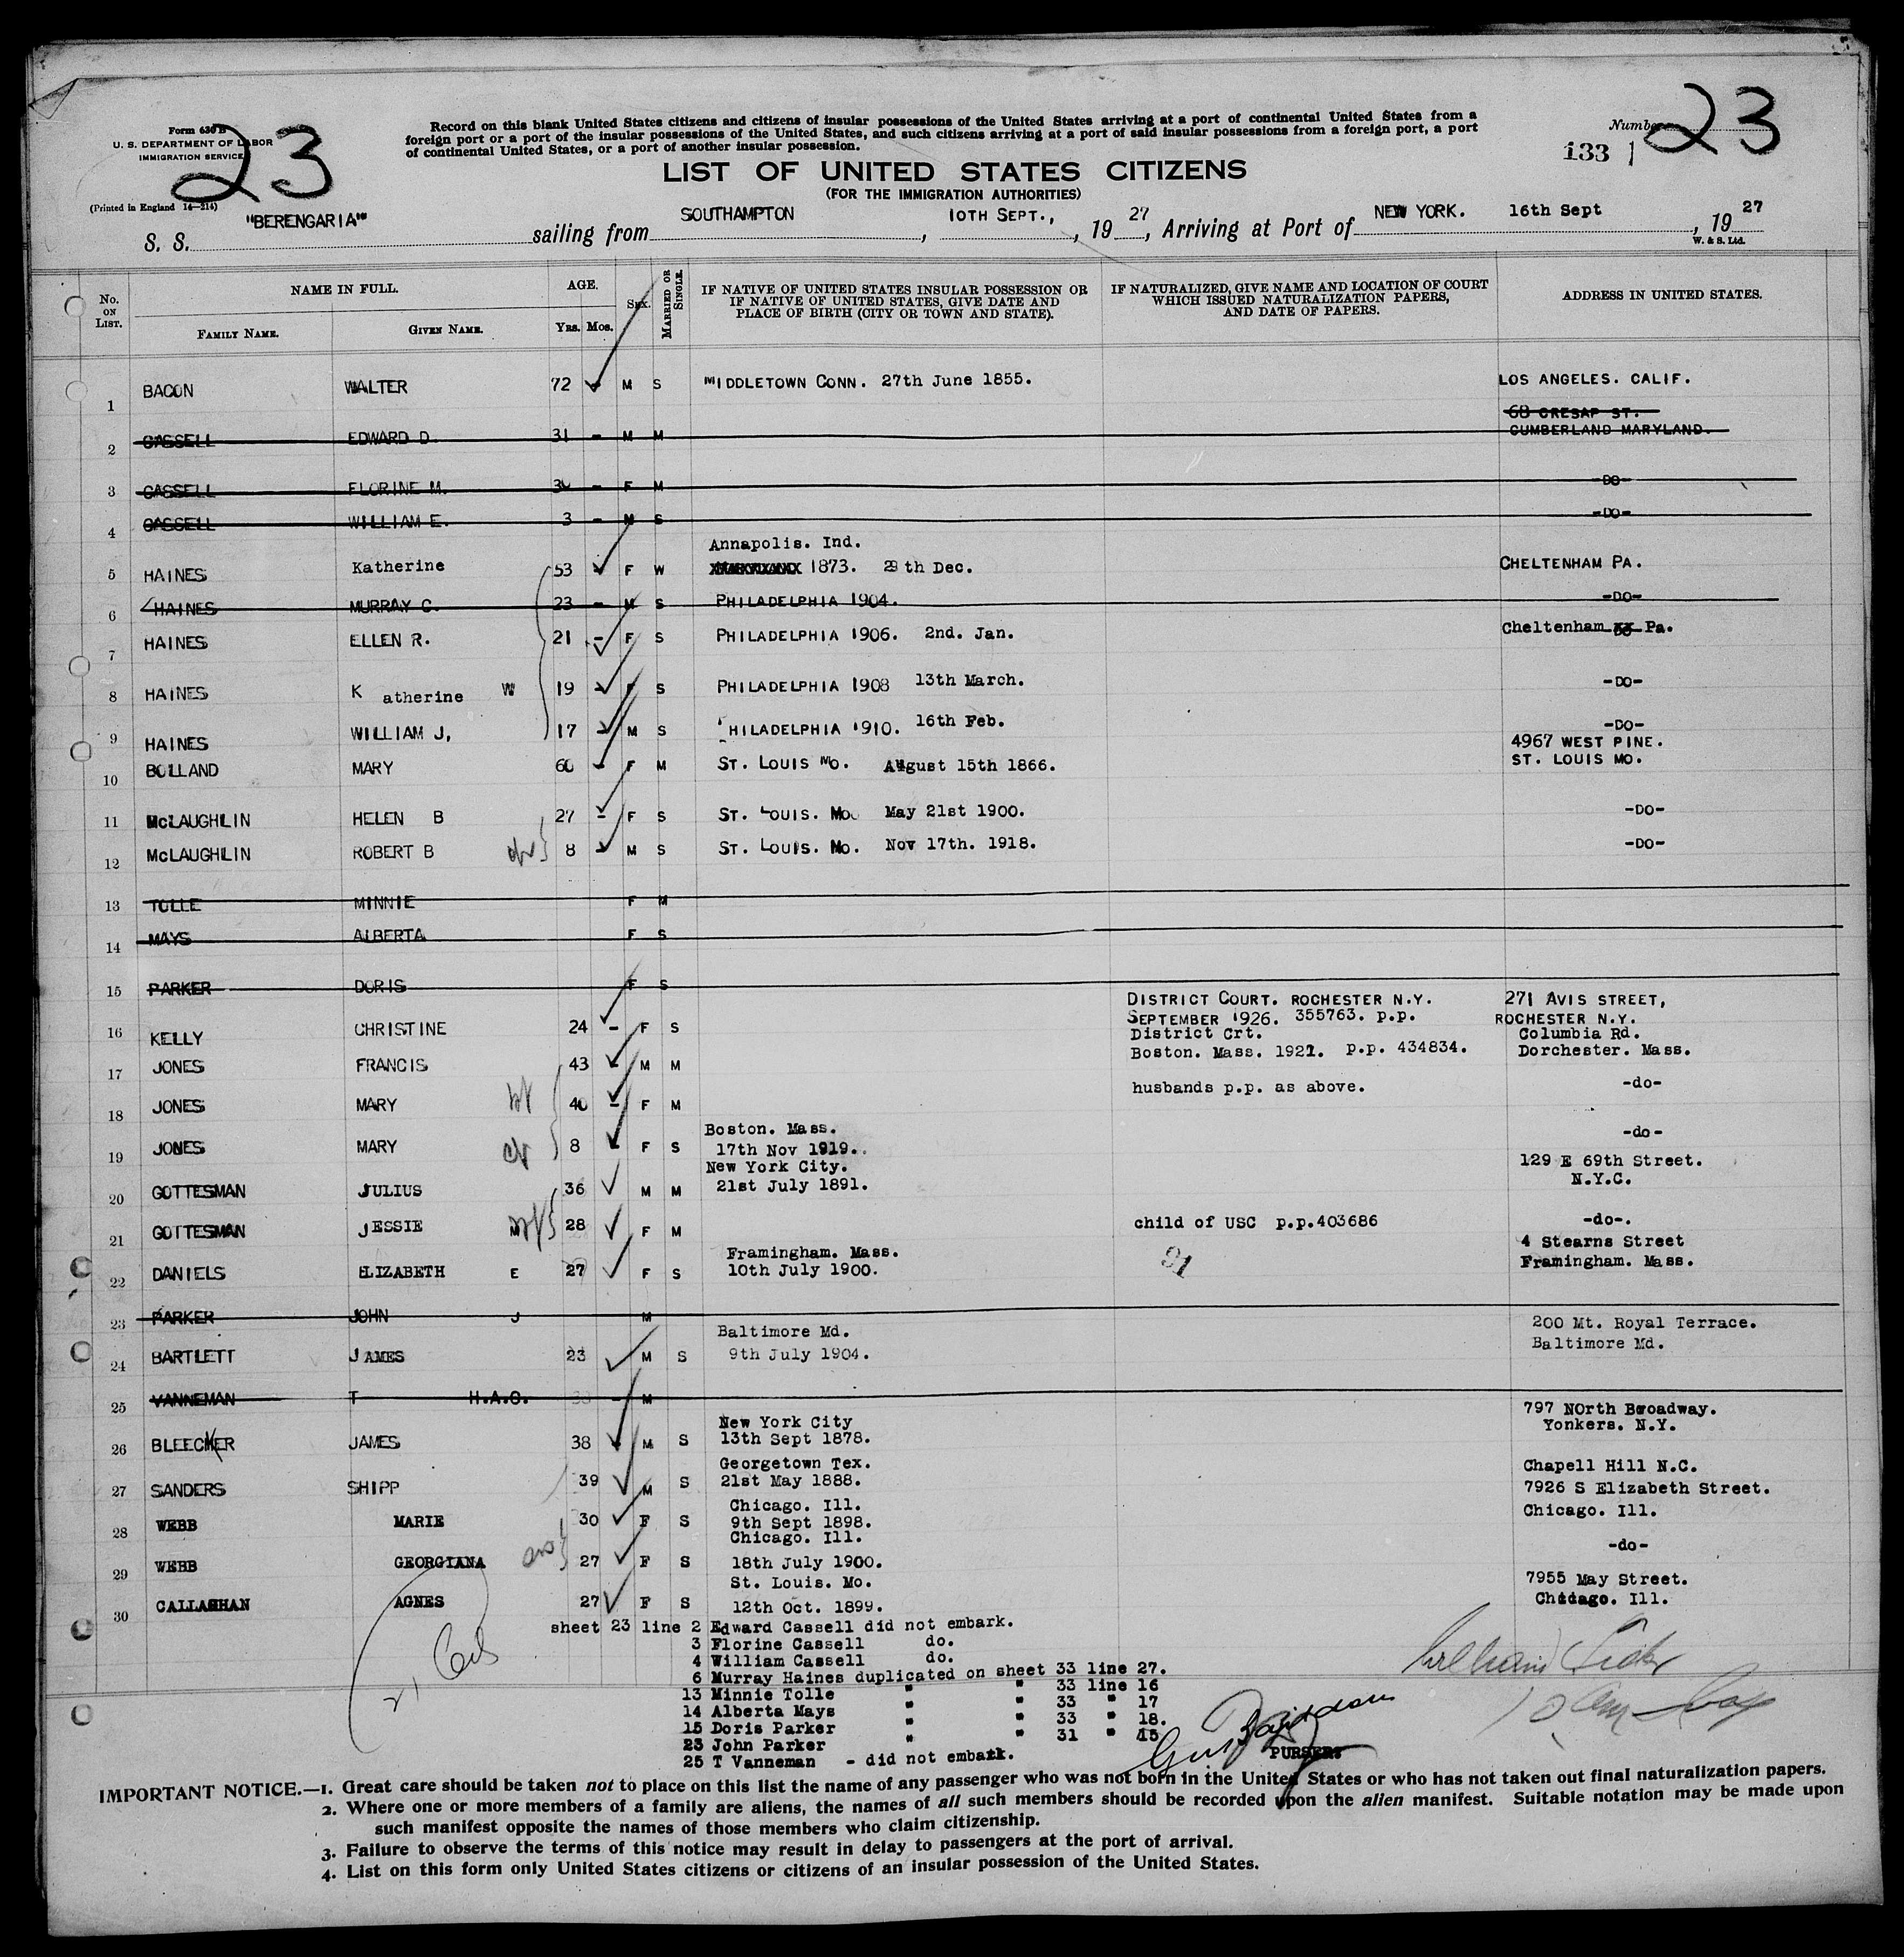 23
Form 630 B
U. S. DEPARTMENT OF LABOR
IMMIGRATION SERVICE
(Printed in England 14—214)
Record on this blank United States citizens and citizens of insular possessions of the United States arriving at a port of continental United States from a
foreign port or a port of the insular possessions of the United States, and such citizens arriving at a port of said insular possessions from a foreign port, a port
of continental United States, or a port of another insular possession.
Number 23
133
LIST OF UNITED STATES CITIZENS
(FOR THE IMMIGRATION AUTHORITIES)
S. S. "BERENGARIA" sailing from SOUTHAMPTON, 10TH SEPT., , 19 27, Arriving at Port of NEW YORK. 16th Sept, 19 27
W. & S. Ltd.
No. ON LIST. NAME IN FULL. FAMILY NAME. GIVEN NAME. AGE. YRS. MOS. SEX. MARRIED OR SINGLE.
IF NATIVE OF UNITED STATES INSULAR POSSESSION OR
IF NATIVE OF UNITED STATES, GIVE DATE AND
PLACE OF BIRTH (CITY OR TOWN AND STATE).
IF NATURALIZED, GIVE NAME AND LOCATION OF COURT
WHICH ISSUED NATURALIZATION PAPERS,
AND DATE OF PAPERS.
ADDRESS IN UNITED STATES.
1 BACON WALTER 72 - M S MIDDLETOWN CONN. 27th June 1855. LOS ANGELES. CALIF.
68 CRESAP ST.
2 CASSELL EDWARD D. 31 - M M CUMBERLAND MARYLAND.
3 CASSELL FLORINE M. - F M -DO-
4 CASSELL WILLIAM E. 3 - M S -DO-
Annapolis. Ind.
5 HAINES Katherine 53 F W 1873. 29th Dec. CHELTENHAM PA.
6 HAINES MURRAY C. 23 - M S PHILADELPHIA 1904. -DO-
7 HAINES ELLEN R. 21 - F S PHILADELPHIA 1906. 2nd. Jan. Cheltenham Pa.
8 HAINES Katherine W 19 - F S PHILADELPHIA 1908 13th March. -DO-
9 HAINES WILLIAM J, 17 - M S PHILADELPHIA 1910. 16th Feb. -DO-
4967 WEST PINE.
10 BOLLAND MARY 60 - F M ST. LOUIS MO. August 15th 1866. ST. LOUIS MO.
11 McLAUGHLIN HELEN B 27 - F S ST. LOUIS. MO May 21st 1900. -DO-
12 McLAUGHLIN ROBERT B 8 - M S ST. LOUIS. MO. Nov 17th. 1918. -DO-
13 TOLLE MINNIE F M
14 MAYS ALBERTA F S
15 PARKER DORIS F S
DISTRICT COURT. ROCHESTER N.Y. 271 AVIS STREET,
16 KELLY CHRISTINE 24 - F S SEPTEMBER 1926. 355763. p.p. ROCHESTER N.Y.
District Crt. Columbia Rd.
17 JONES FRANCIS 43 - M M Boston. Mass. 1921. p.p. 434834. Dorchester. Mass.
18 JONES MARY 40 - F M husbands p.p. as above. -do-
Boston. Mass.
19 JONES MARY 8 - F S 17th Nov 1919. -do-
New York City. 129 E 69th Street.
20 GOTTESMAN JULIUS 36 M M 21st July 1891. N.Y.C.
21 GOTTESMAN JESSIE M 28 F M child of USC p.p.403686 -do-.
Framingham. Mass. 4 Stearns Street
22 DANIELS ELIZABETH E 27 F S 10th July 1900. Framingham. Mass.
23 PARKER JOHN J M
Baltimore Md. 200 Mt. Royal Terrace.
24 BARTLETT JAMES 23 M S 9th July 1904. Baltimore Md.
25 VANNEMAN T H.A.C. - M
New York City 797 NOrth Broadway.
26 BLEECKER JAMES 38 M S 13th Sept 1878. Yonkers. N.Y.
Georgetown Tex.
27 SANDERS SHIPP 39 M S 21st May 1888. Chapell Hill N.C.
Chicago. Ill. 7926 S Elizabeth Street.
28 WEBB MARIE 30 F S 9th Sept 1898. Chicago. Ill.
Chicago. Ill.
29 WEBB GEORGIANA 27 F S 18th July 1900. -do-
St. Louis. Mo. 7955 May Street.
30 CALLAGHAN AGNES 27 F S 12th Oct. 1899. Chicago. Ill.
sheet 23 line 2 Edward Cassell did not embark.
3 Florine Cassell do.
4 William Cassell do.
6 Murray Haines duplicated on sheet 33 line 27.
13 Minnie Tolle " " 33 line 16
14 Alberta Mays " " 33 " 17
15 Doris Parker " " 33 " 18.
23 John Parker " " 31 " 15
25 T Vanneman - did not embark.
PURSER:
IMPORTANT NOTICE.—1. Great care should be taken not to place on this list the name of any passenger who was not born in the United States or who has not taken out final naturalization papers.
2. Where one or more members of a family are aliens, the names of all such members should be recorded upon the alien manifest. Suitable notation may be made upon
such manifest opposite the names of those members who claim citizenship.
3. Failure to observe the terms of this notice may result in delay to passengers at the port of arrival.
4. List on this form only United States citizens or citizens of an insular possession of the United States.